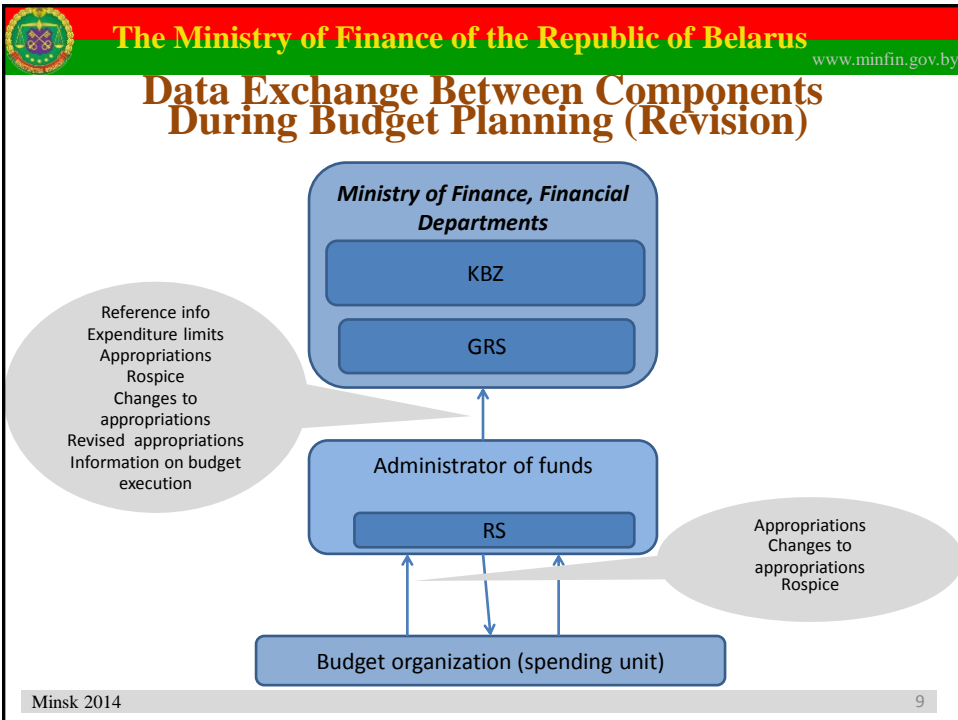 The Ministry of Finance of the Republic of Belarus
www.minfin.gov.by
Data Exchange Between Components
During Budget Planning (Revision)
Ministry of Finance, Financial
Departments
KBZ
GRS
Reference info
Expenditure limits
Appropriations
Rospice
Changes to
appropriations
Revised appropriations
Information on budget
execution
Administrator of funds
RS
Appropriations
Changes to
appropriations
Rospice
Budget organization (spending unit)
Minsk 2014
9